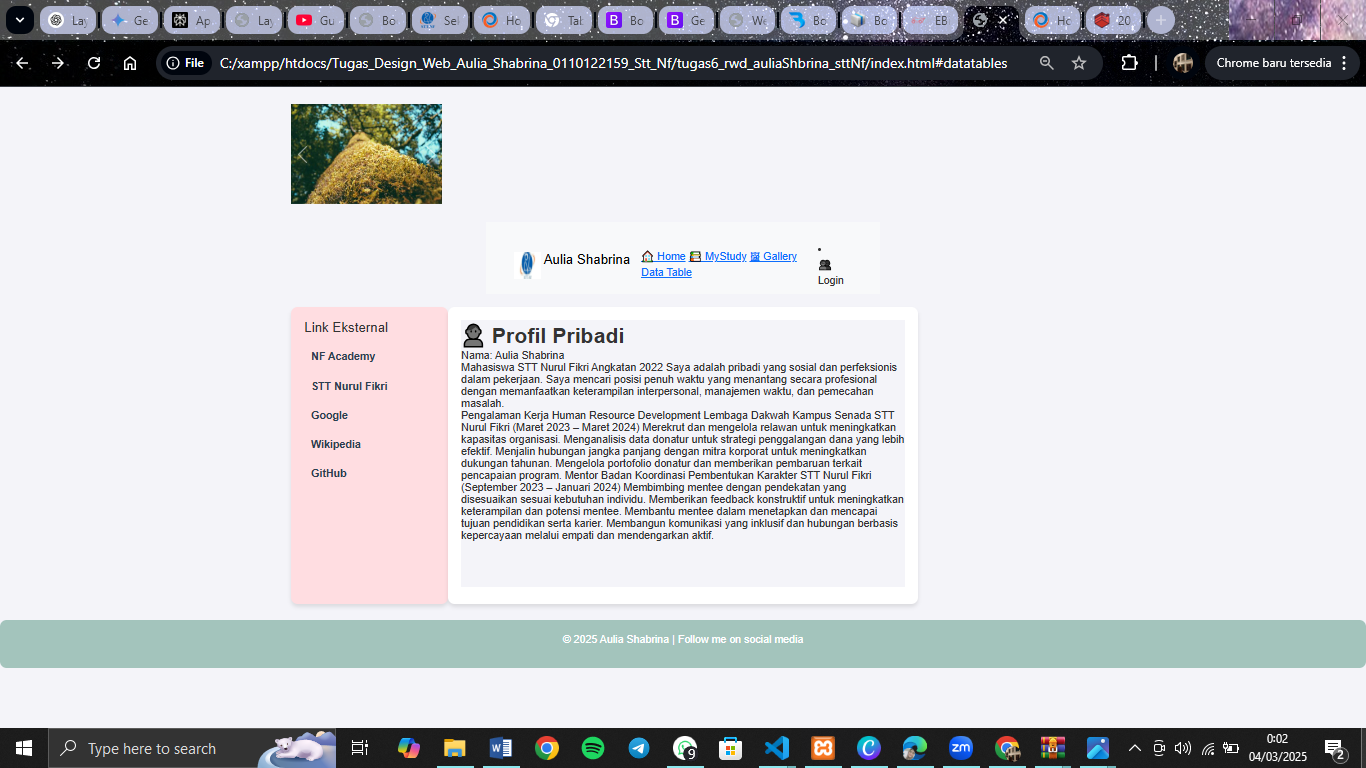 Lay
Ge
Ap
Lay
Gu
Bo
Sel
Ho
Tal
Bo
Ge
We
Bo
Bo
EB
Ho
20
File
C:/xampp/htdocs/Tugas_Design_Web_Aulia_Shabrina_0110122159_Stt_Nf/tugas6_rwd_auliaShbrina_sttNf/index.html#datatables
Chrome baru tersedia
Aulia Shabrina
Home MyStudy Gallery
Data Table
Login
Link Eksternal
NF Academy
STT Nurul Fikri
Google
Wikipedia
GitHub
Profil Pribadi
Nama: Aulia Shabrina
Mahasiswa STT Nurul Fikri Angkatan 2022 Saya adalah pribadi yang sosial dan perfeksionis
dalam pekerjaan. Saya mencari posisi penuh waktu yang menantang secara profesional
dengan memanfaatkan keterampilan interpersonal, manajemen waktu, dan pemecahan
masalah.
Pengalaman Kerja Human Resource Development Lembaga Dakwah Kampus Senada STT
Nurul Fikri (Maret 2023 – Maret 2024) Merekrut dan mengelola relawan untuk meningkatkan
kapasitas organisasi. Menganalisis data donatur untuk strategi penggalangan dana yang lebih
efektif. Menjalin hubungan jangka panjang dengan mitra korporat untuk meningkatkan
dukungan tahunan. Mengelola portofolio donatur dan memberikan pembaruan terkait
pencapaian program. Mentor Badan Koordinasi Pembentukan Karakter STT Nurul Fikri
(September 2023 – Januari 2024) Membimbing mentee dengan pendekatan yang
disesuaikan sesuai kebutuhan individu. Memberikan feedback konstruktif untuk meningkatkan
keterampilan dan potensi mentee. Membantu mentee dalam menetapkan dan mencapai
tujuan pendidikan serta karier. Membangun komunikasi yang inklusif dan hubungan berbasis
kepercayaan melalui empati dan mendengarkan aktif.
© 2025 Aulia Shabrina | Follow me on social media
Type here to search
9
zm
0:02
04/03/2025
2